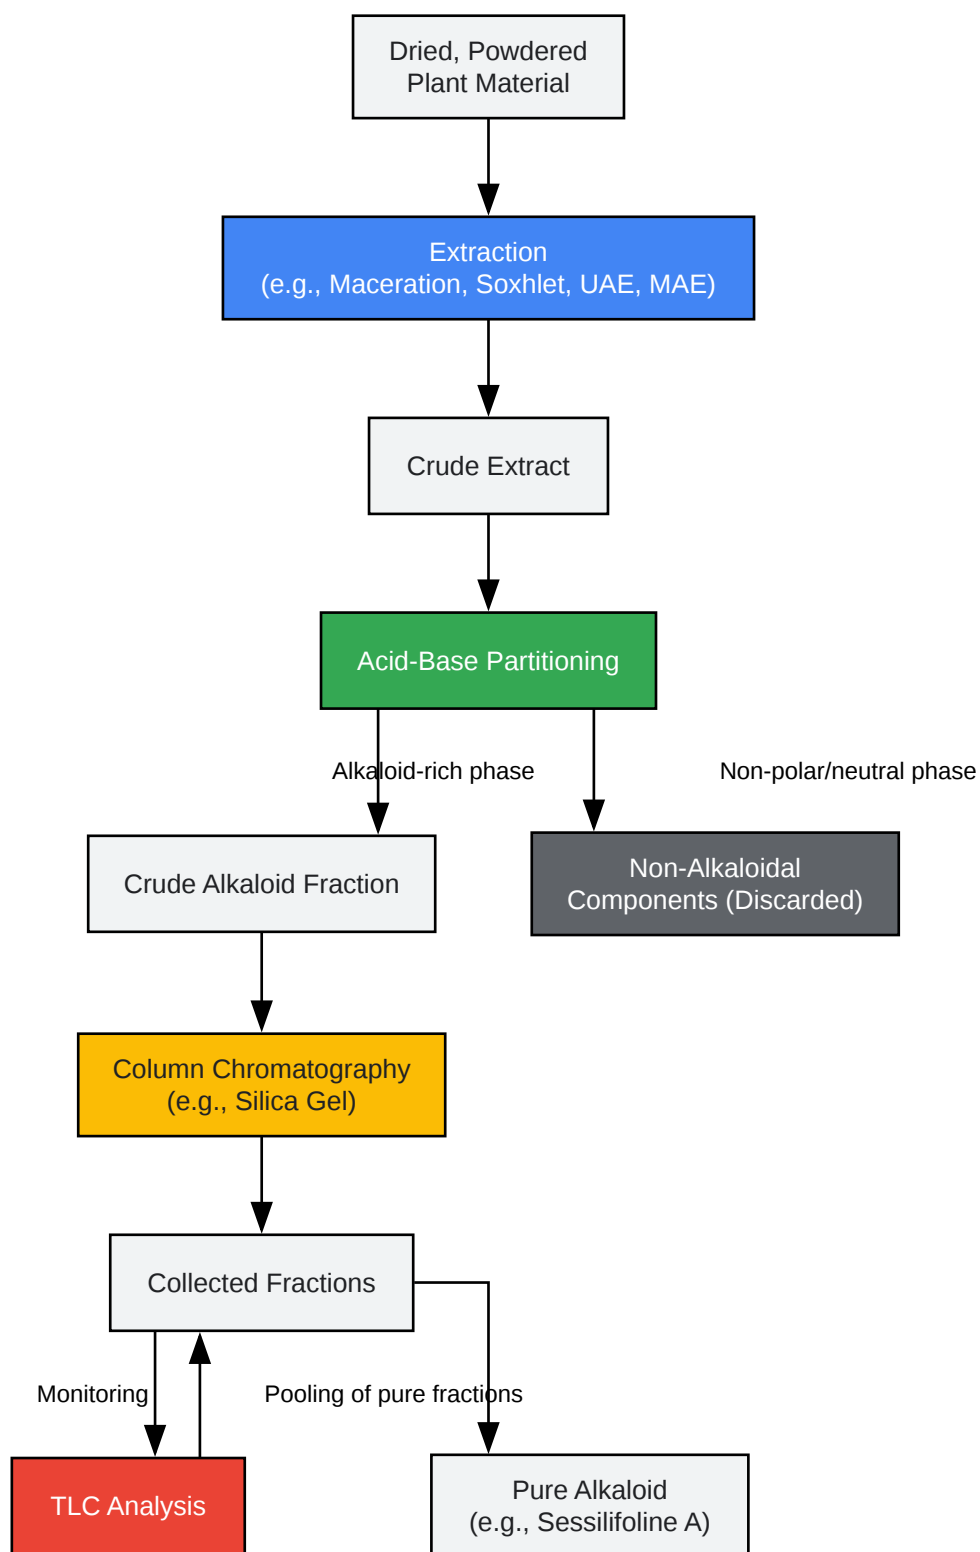 Dried, Powdered
Plant Material
Extraction
(e.g., Maceration, Soxhlet, UAE, MAE)
Crude Extract
Acid-Base Partitioning
Alkaloid-rich phase
Non-polar/neutral phase
Crude Alkaloid Fraction
Non-Alkaloidal
Components (Discarded)
Column Chromatography
(e.g., Silica Gel)
Collected Fractions
Monitoring
Pooling of pure fractions
TLC Analysis
Pure Alkaloid
(e.g., Sessilifoline A)